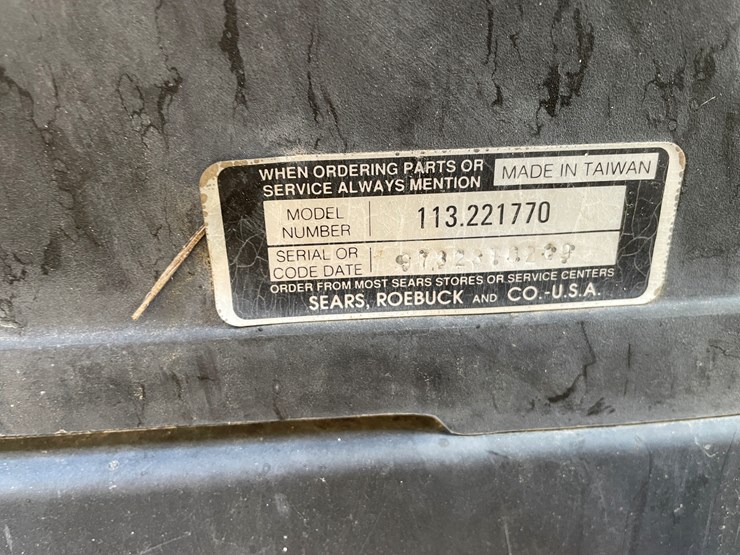 WHEN ORDERING PARTS OR
SERVICE ALWAYS MENTION
MADE IN TAIWAN
MODEL
NUMBER
113.221770
SERIAL OR
CODE DATE
ORDER FROM MOST SEARS STORES OR SERVICE CENTERS
SEARS, ROEBUCK AND CO.-U.S.A.